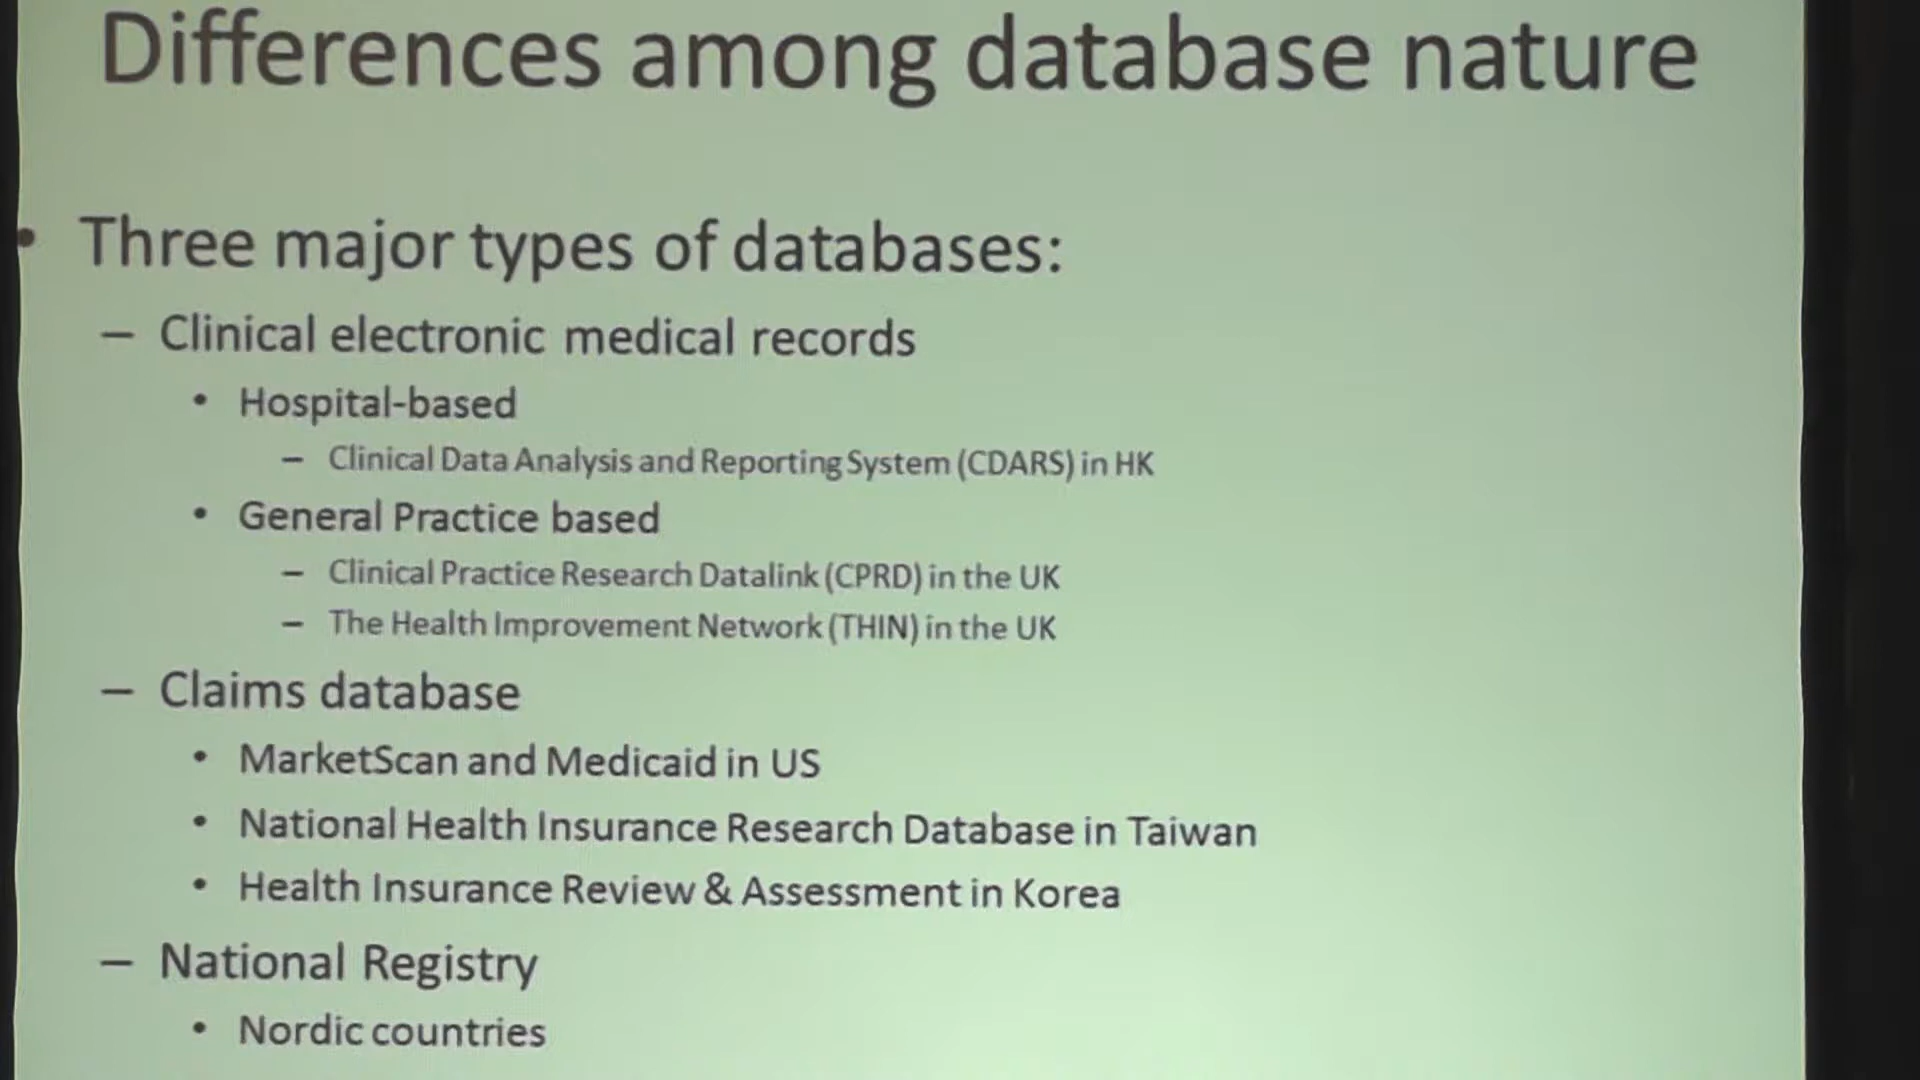 Differences among database nature
• Three major types of databases:
– Clinical electronic medical records
• Hospital-based
– Clinical Data Analysis and Reporting System (CDARS) in HK
• General Practice based
– Clinical Practice Research Datalink (CPRD) in the UK
– The Health Improvement Network (THIN) in the UK
– Claims database
• MarketScan and Medicaid in US
• National Health Insurance Research Database in Taiwan
• Health Insurance Review & Assessment in Korea
– National Registry
• Nordic countries